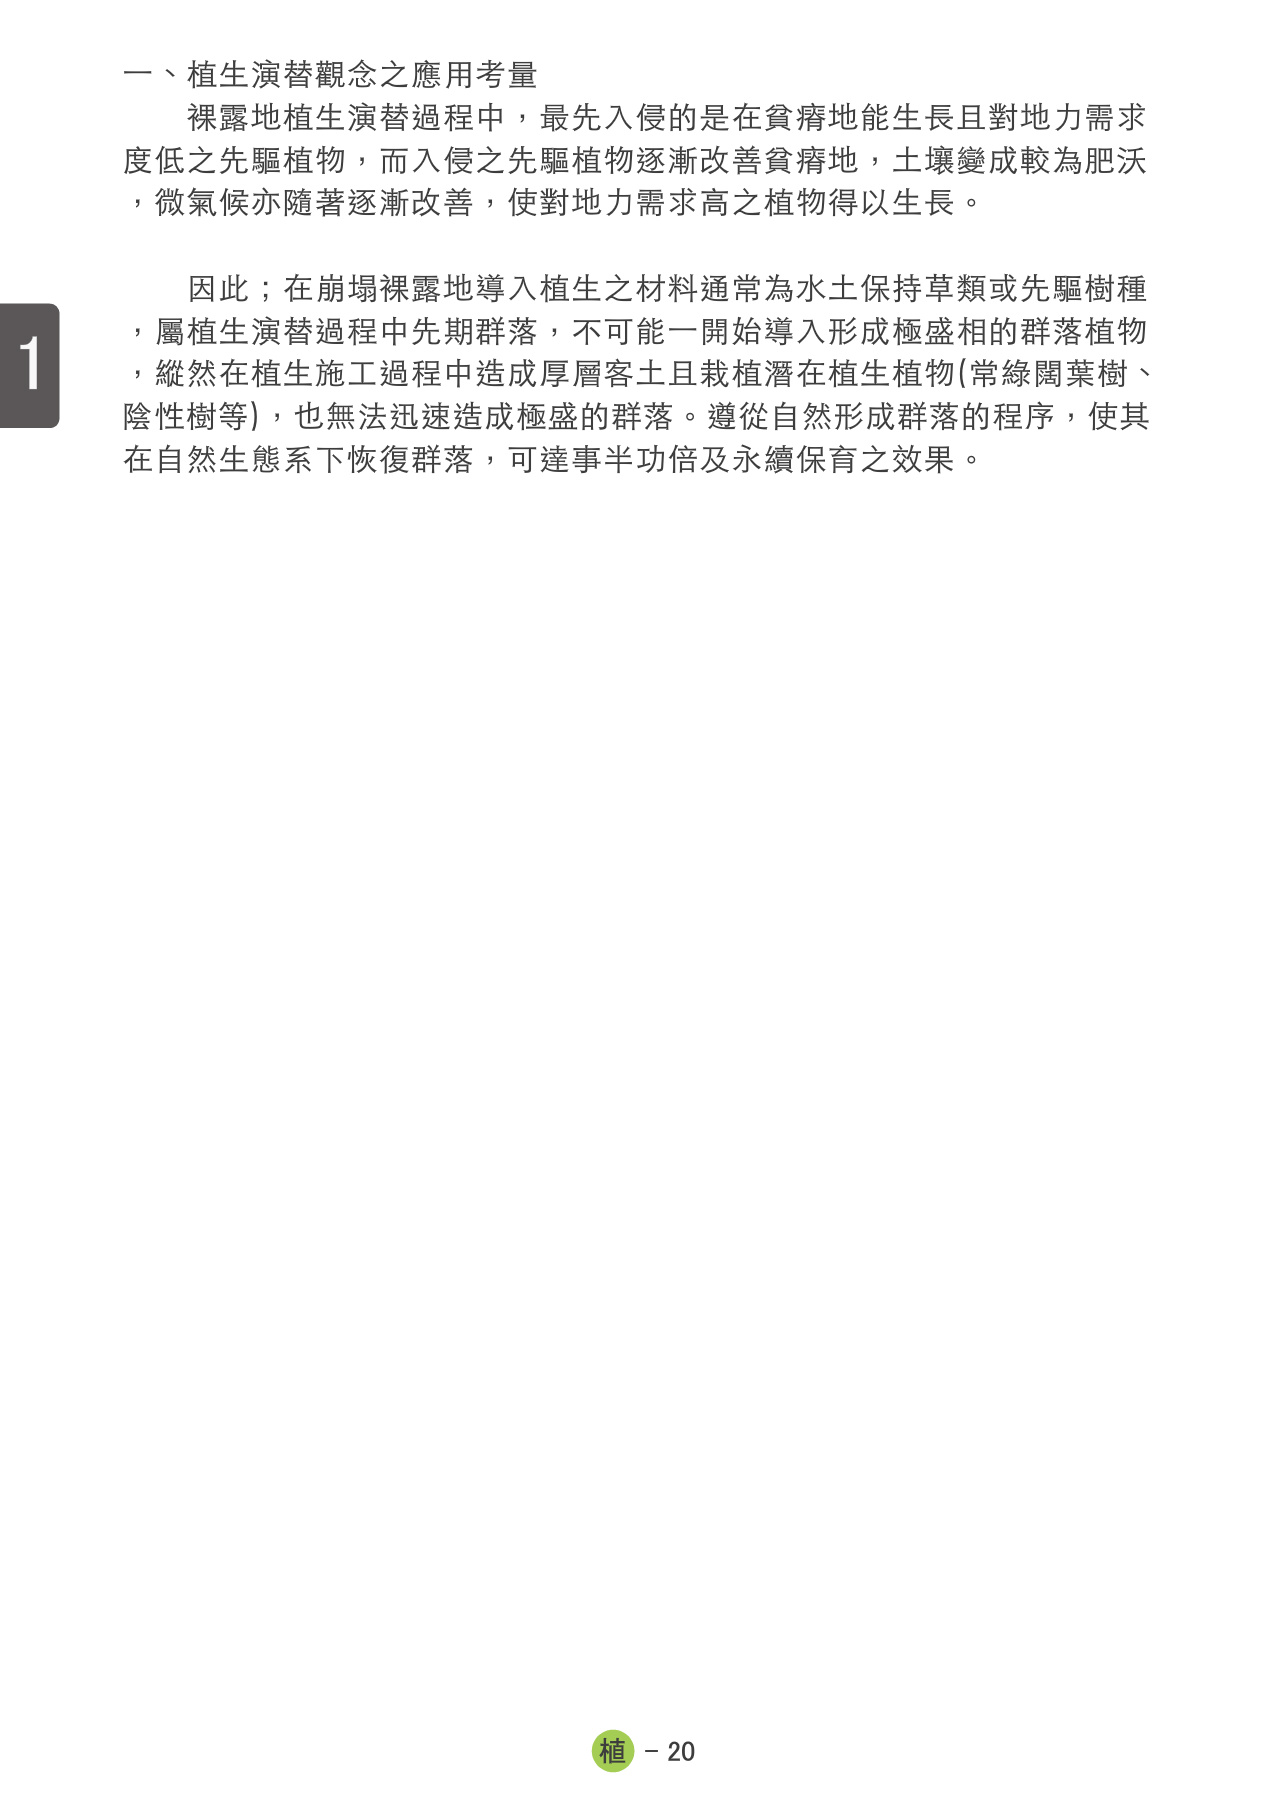 一、植生演替觀念之應用考量
裸露地植生演替過程中，最先入侵的是在貧瘠地能生長且對地力需求
度低之先驅植物，而入侵之先驅植物逐漸改善貧瘠地，土壤變成較為肥沃
，微氣候亦隨著逐漸改善，使對地力需求高之植物得以生長。
因此；在崩塌裸露地導入植生之材料通常為水土保持草類或先驅樹種
，屬植生演替過程中先期群落，不可能一開始導入形成極盛相的群落植物
，縱然在植生施工過程中造成厚層客土且栽植潛在植生植物(常綠闊葉樹、
陰性樹等)，也無法迅速造成極盛的群落。遵從自然形成群落的程序，使其
在自然生態系下恢復群落，可達事半功倍及永續保育之效果。
1
植 – 20